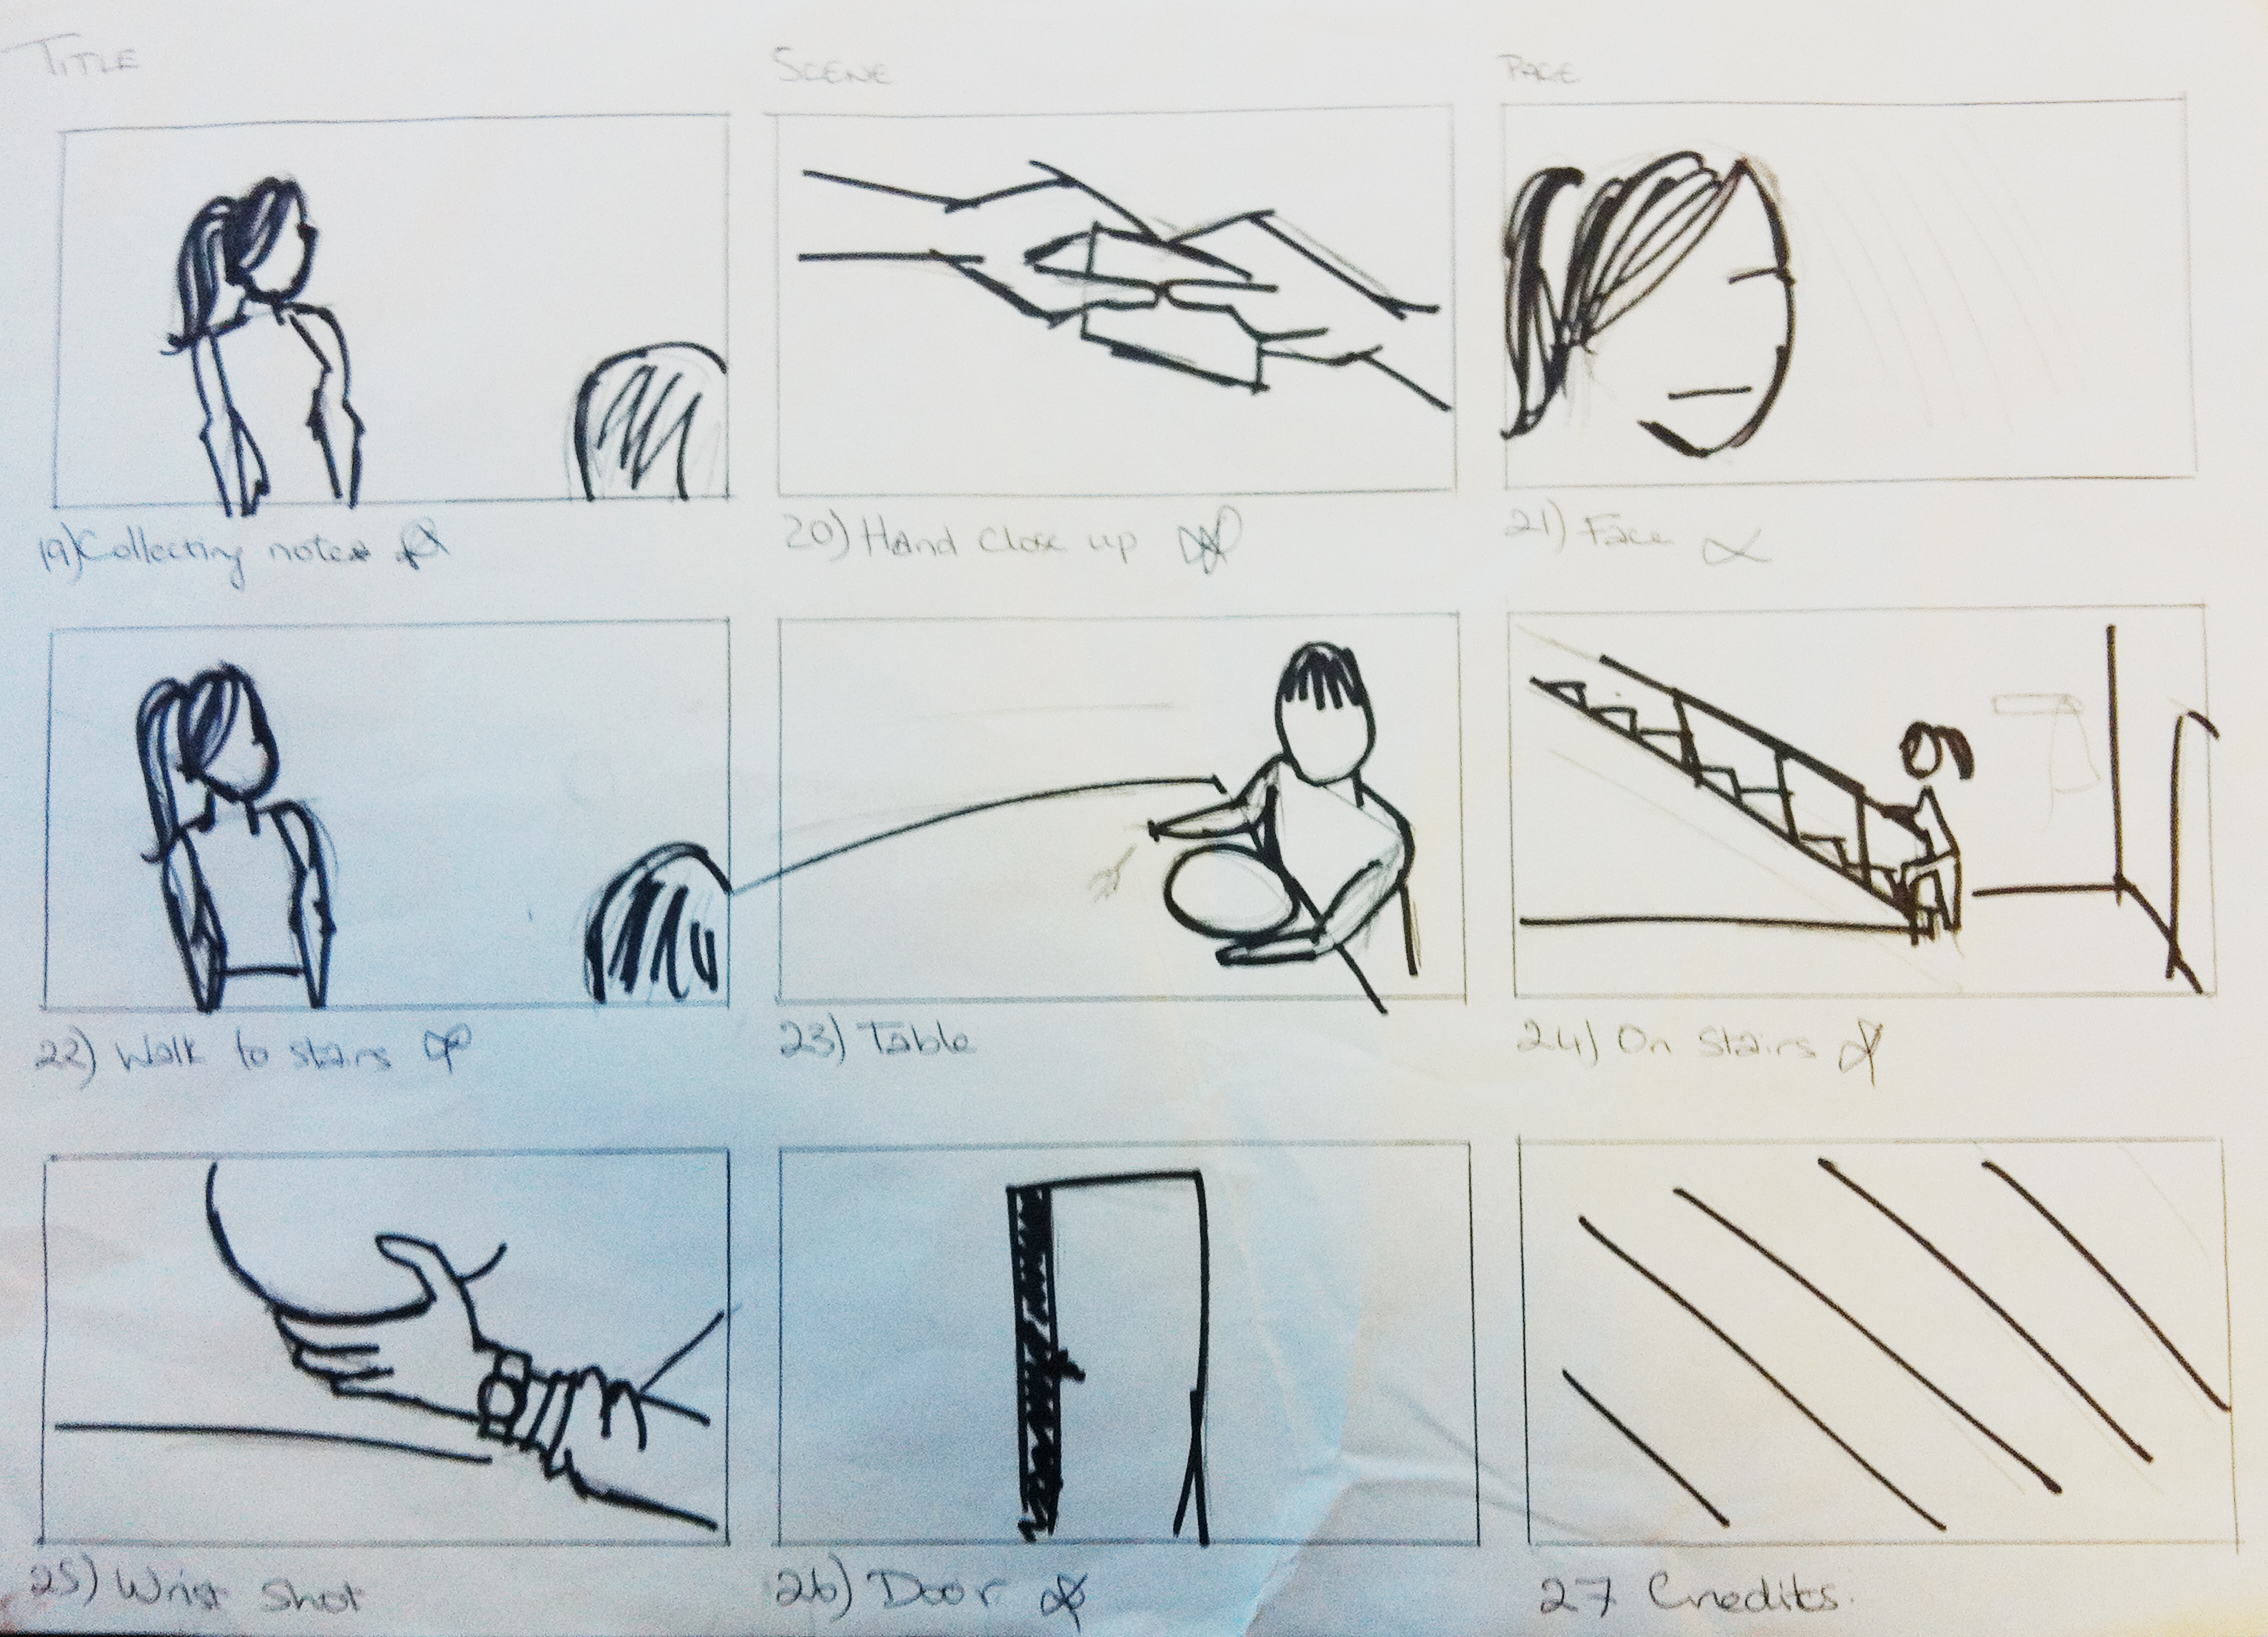 TITLE
SCENE
PAGE
19) Collecting notes
20) Hand close up
21) Face
22) Walk to stairs
23) Table
24) On stairs
25) Wrist shot
26) Door
27 Credits.